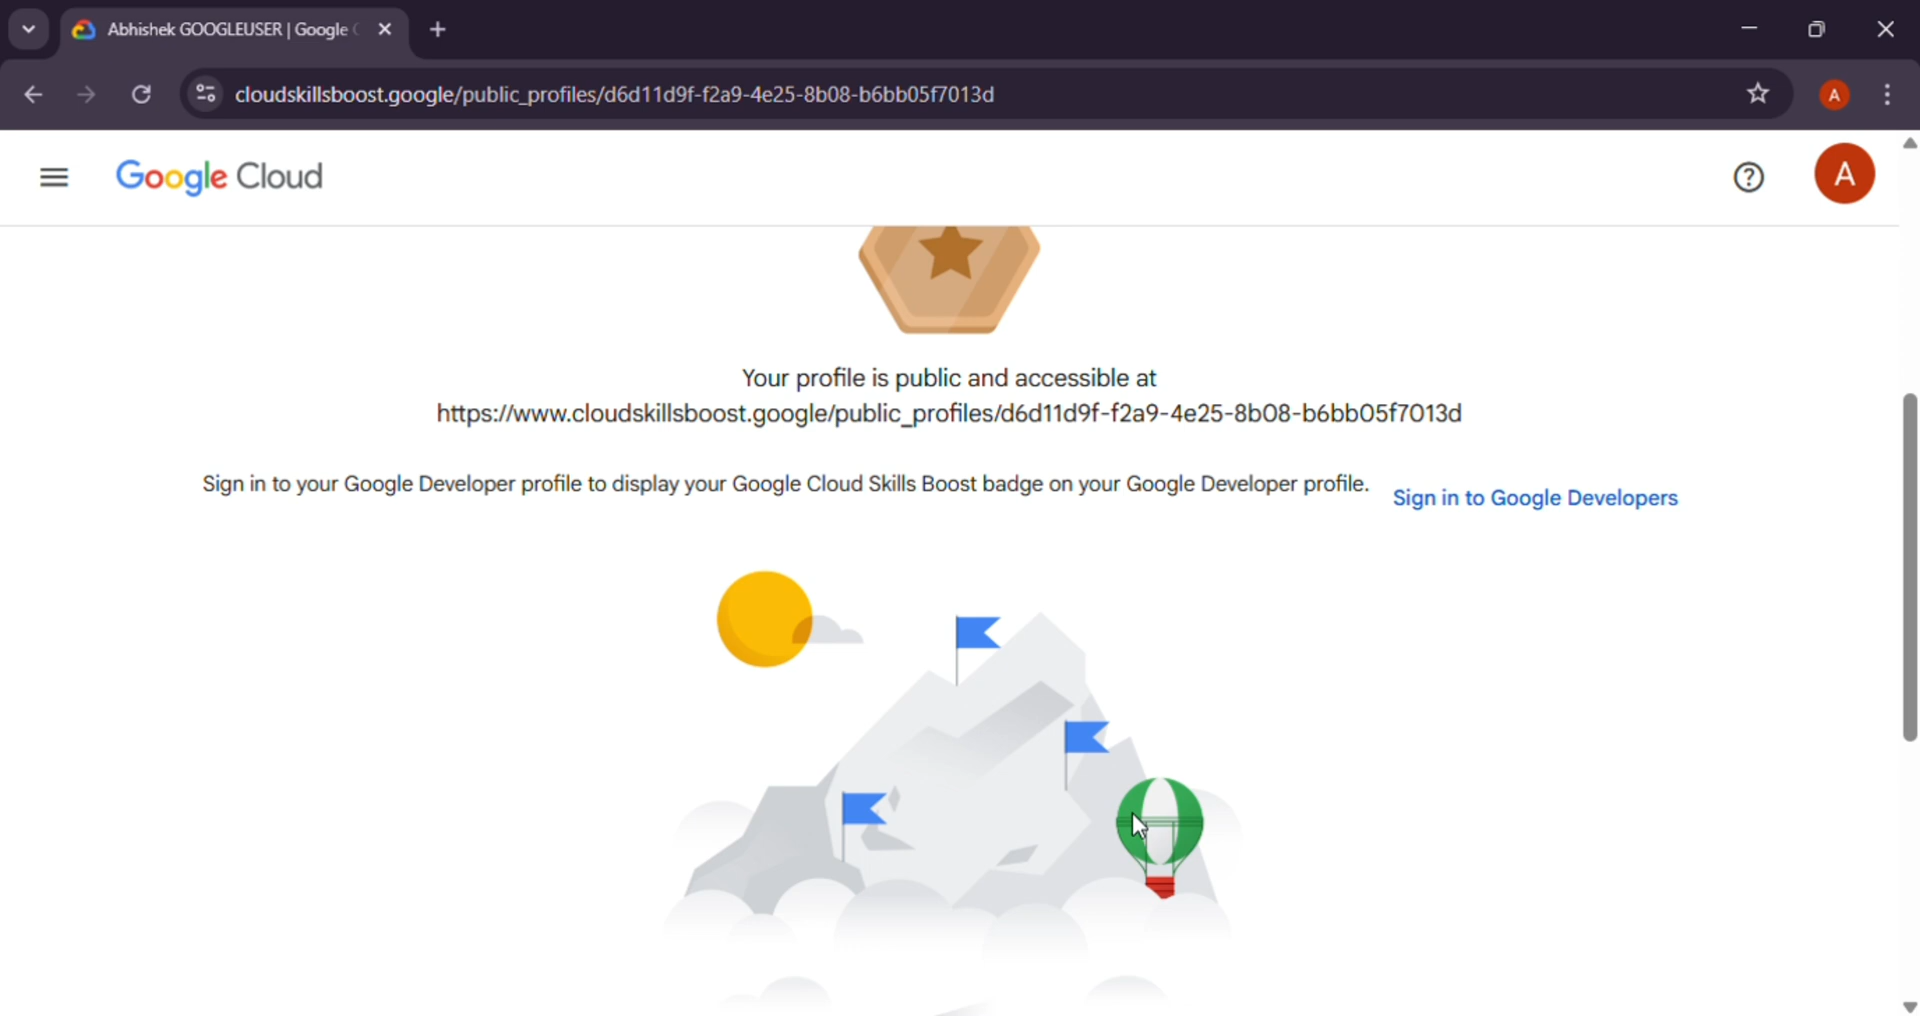 Abhishek GOOGLEUSER | Google
cloudskillsboost.google/public_profiles/d6d11d9f-f2a9-4e25-8b08-b6bb05f7013d
A
Google Cloud
A
Your profile is public and accessible at
https://www.cloudskillsboost.google/public_profiles/d6d11d9f-f2a9-4e25-8b08-b6bb05f7013d
Sign in to your Google Developer profile to display your Google Cloud Skills Boost badge on your Google Developer profile.
Sign in to Google Developers